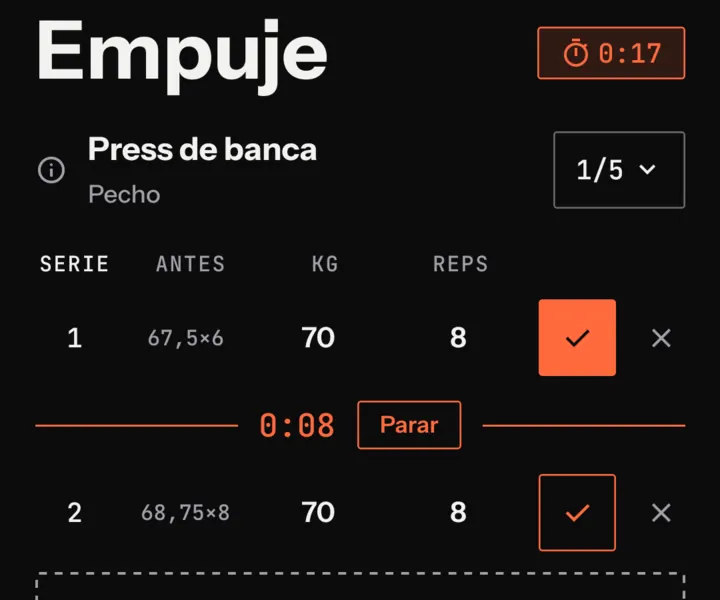 Empuje
0:17
Press de banca
Pecho
1/5
SERIE ANTES KG REPS
1 67,5×6 70 8
0:08 Parar
2 68,75×8 70 8